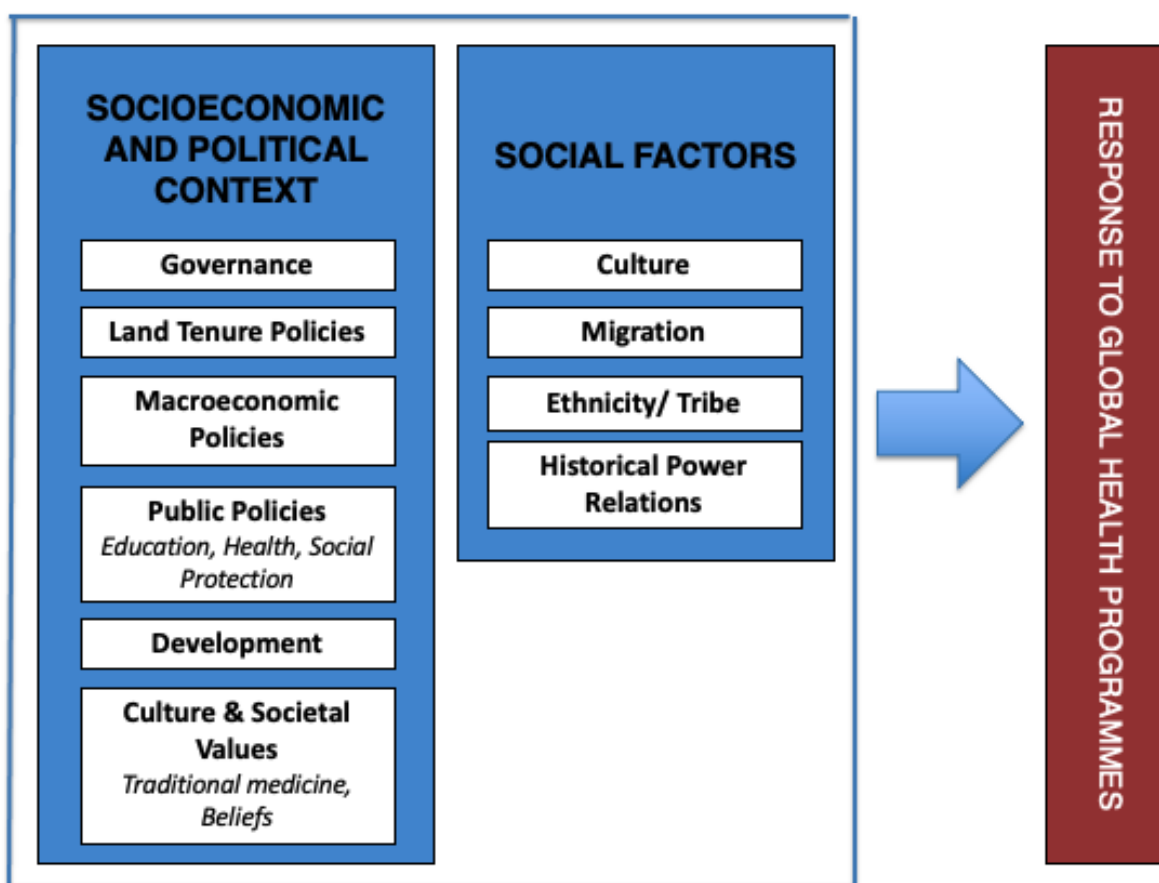 SOCIOECONOMIC
AND POLITICAL
CONTEXT
Governance
Land Tenure Policies
Macroeconomic
Policies
Public Policies
Education, Health, Social
Protection
Development
Culture & Societal
Values
Traditional medicine,
Beliefs
SOCIAL FACTORS
Culture
Migration
Ethnicity/ Tribe
Historical Power
Relations
RESPONSE TO GLOBAL HEALTH PROGRAMMES